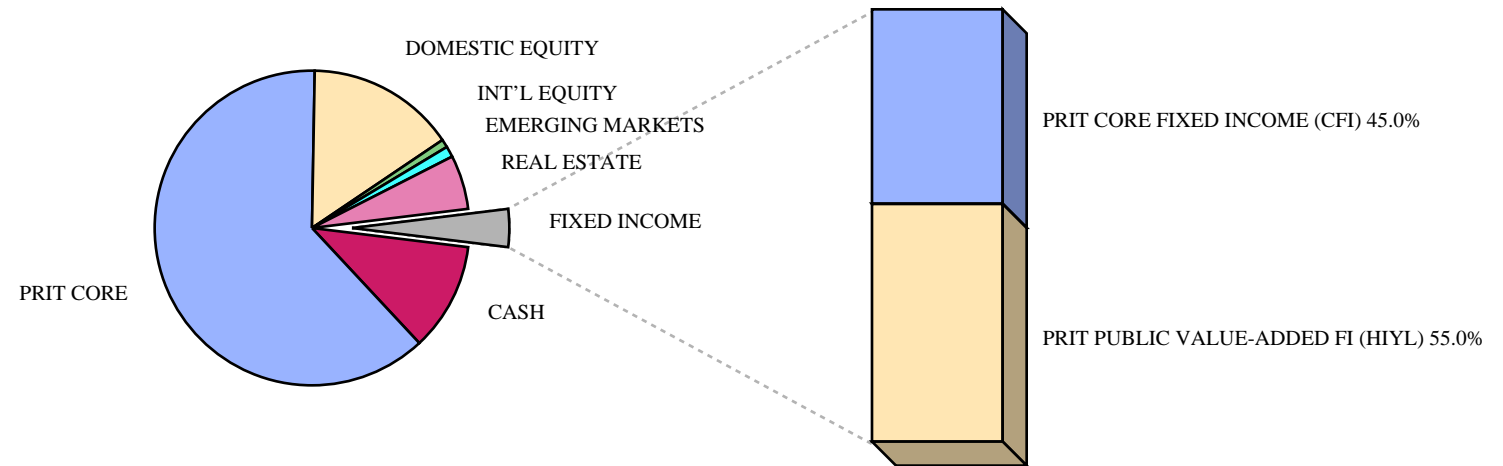 DOMESTIC EQUITY
INT'L EQUITY
EMERGING MARKETS
REAL ESTATE
FIXED INCOME
CASH
PRIT CORE
PRIT CORE FIXED INCOME (CFI) 45.0%
PRIT PUBLIC VALUE-ADDED FI (HIYL) 55.0%